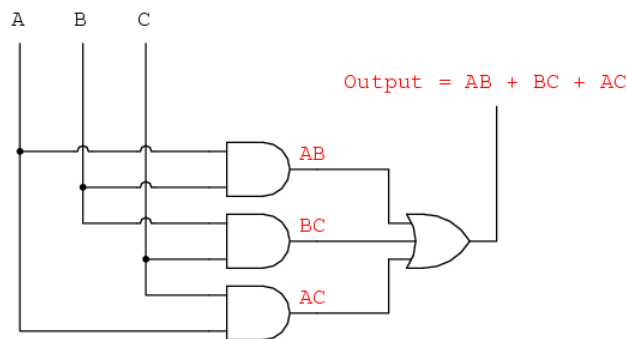 A B C
Output = AB + BC + AC
AB
BC
AC